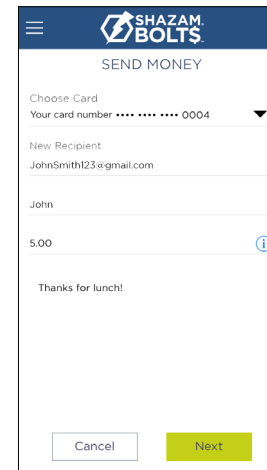 SHAZAM.
BOLT$.
SEND MONEY
Choose Card
Your card number •••• •••• •••• 0004
New Recipient
JohnSmith123@gmail.com
John
5.00
Thanks for lunch!
Cancel
Next